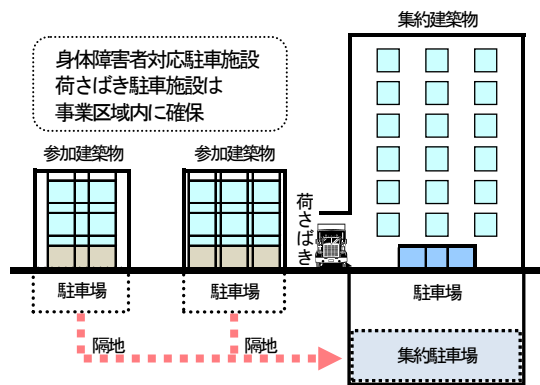 集約建築物
身体障害者対応駐車施設
荷さばき駐車施設は
事業区域内に確保
参加建築物
参加建築物
荷さばき
駐車場
駐車場
駐車場
隔地
隔地
集約駐車場